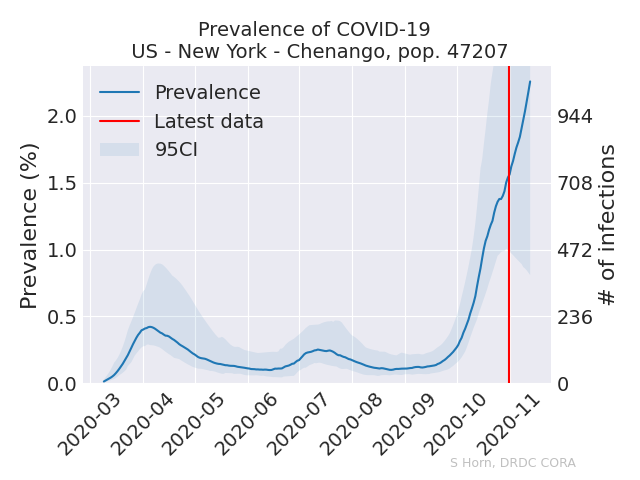 Prevalence of COVID-19
US - New York - Chenango, pop. 47207
Prevalence
Latest data
95CI
Prevalence (%)
2.0
1.5
1.0
0.5
0.0
944
708
472
236
0
# of infections
2020-03
2020-04
2020-05
2020-06
2020-07
2020-08
2020-09
2020-10
2020-11
S Horn, DRDC CORA